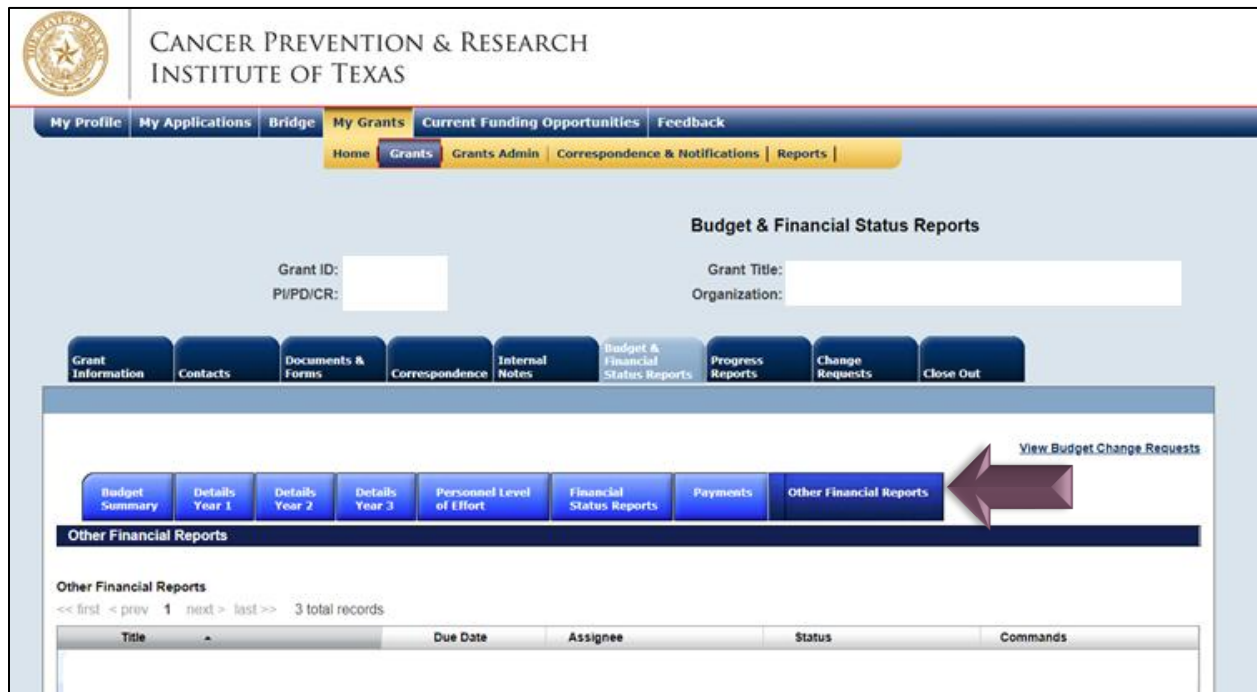 CANCER PREVENTION & RESEARCH
INSTITUTE OF TEXAS
My Profile My Applications Bridge My Grants Current Funding Opportunities Feedback
Home Grants Grants Admin | Correspondence & Notifications | Reports |
Budget & Financial Status Reports
Grant ID: Grant Title:
PI/PD/CR: Organization:
Grant Information Contacts Documents & Forms Correspondence Internal Notes Budget & Financial Status Reports Progress Reports Change Requests Close Out
View Budget Change Requests
Budget Summary Details Year 1 Details Year 2 Details Year 3 Personnel Level of Effort Financial Status Reports Payments Other Financial Reports
Other Financial Reports
Other Financial Reports
<< first < prev 1 next > last >> 3 total records
Title Due Date Assignee Status Commands